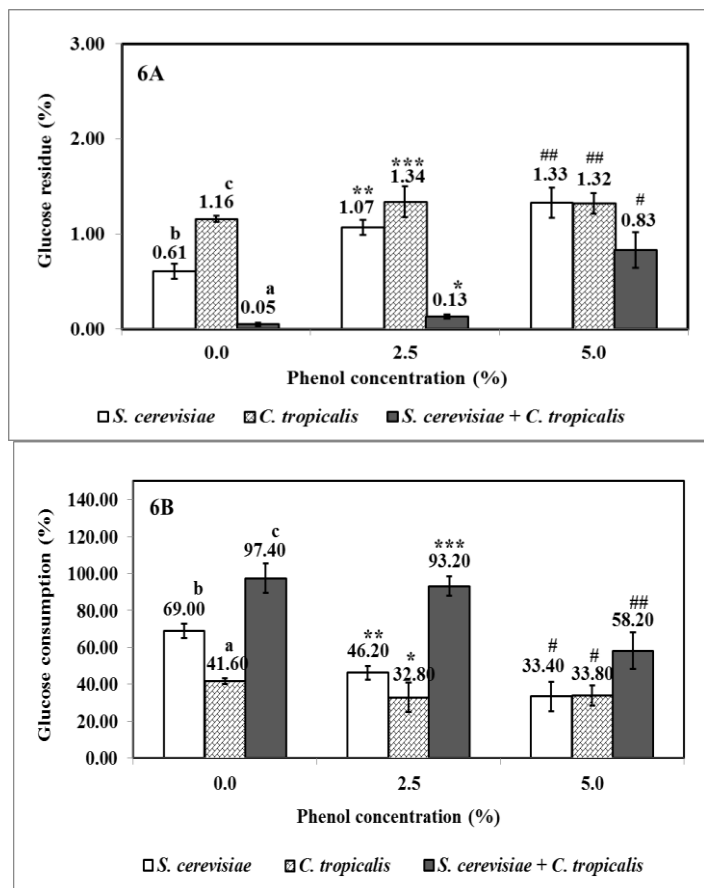 6A
Glucose residue (%)
3.00
2.00
1.00
0.00
b
0.61
c
1.16
a
0.05
**
1.07
***
1.34
*
0.13
##
1.33
##
1.32
#
0.83
0.0 2.5 5.0
Phenol concentration (%)
S. cerevisiae C. tropicalis S. cerevisiae + C. tropicalis
6B
Glucose consumption (%)
140.00
120.00
100.00
80.00
60.00
40.00
20.00
0.00
b
69.00
a
41.60
c
97.40
**
46.20
*
32.80
***
93.20
#
33.40
#
33.80
##
58.20
0.0 2.5 5.0
Phenol concentration (%)
S. cerevisiae C. tropicalis S. cerevisiae + C. tropicalis